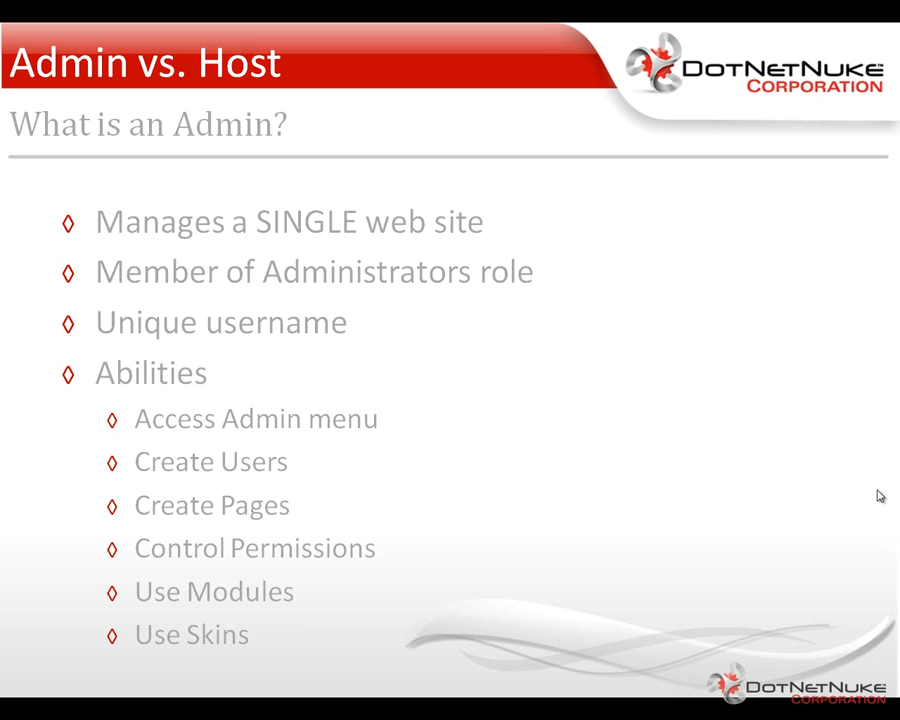 Admin vs. Host
DOTNETNUKE
CORPORATION
What is an Admin?
◊ Manages a SINGLE web site
◊ Member of Administrators role
◊ Unique username
◊ Abilities
◊ Access Admin menu
◊ Create Users
◊ Create Pages
◊ Control Permissions
◊ Use Modules
◊ Use Skins
DOTNETNUKE
CORPORATION